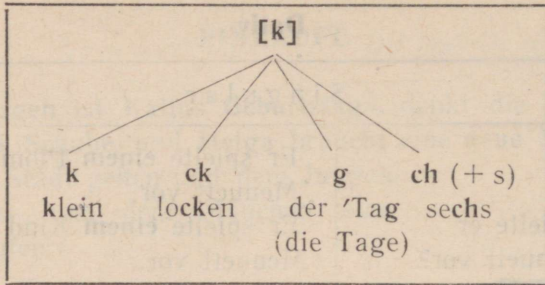 [k]
k ck g ch (+ s)
klein locken der 'Tag sechs
(die Tage)